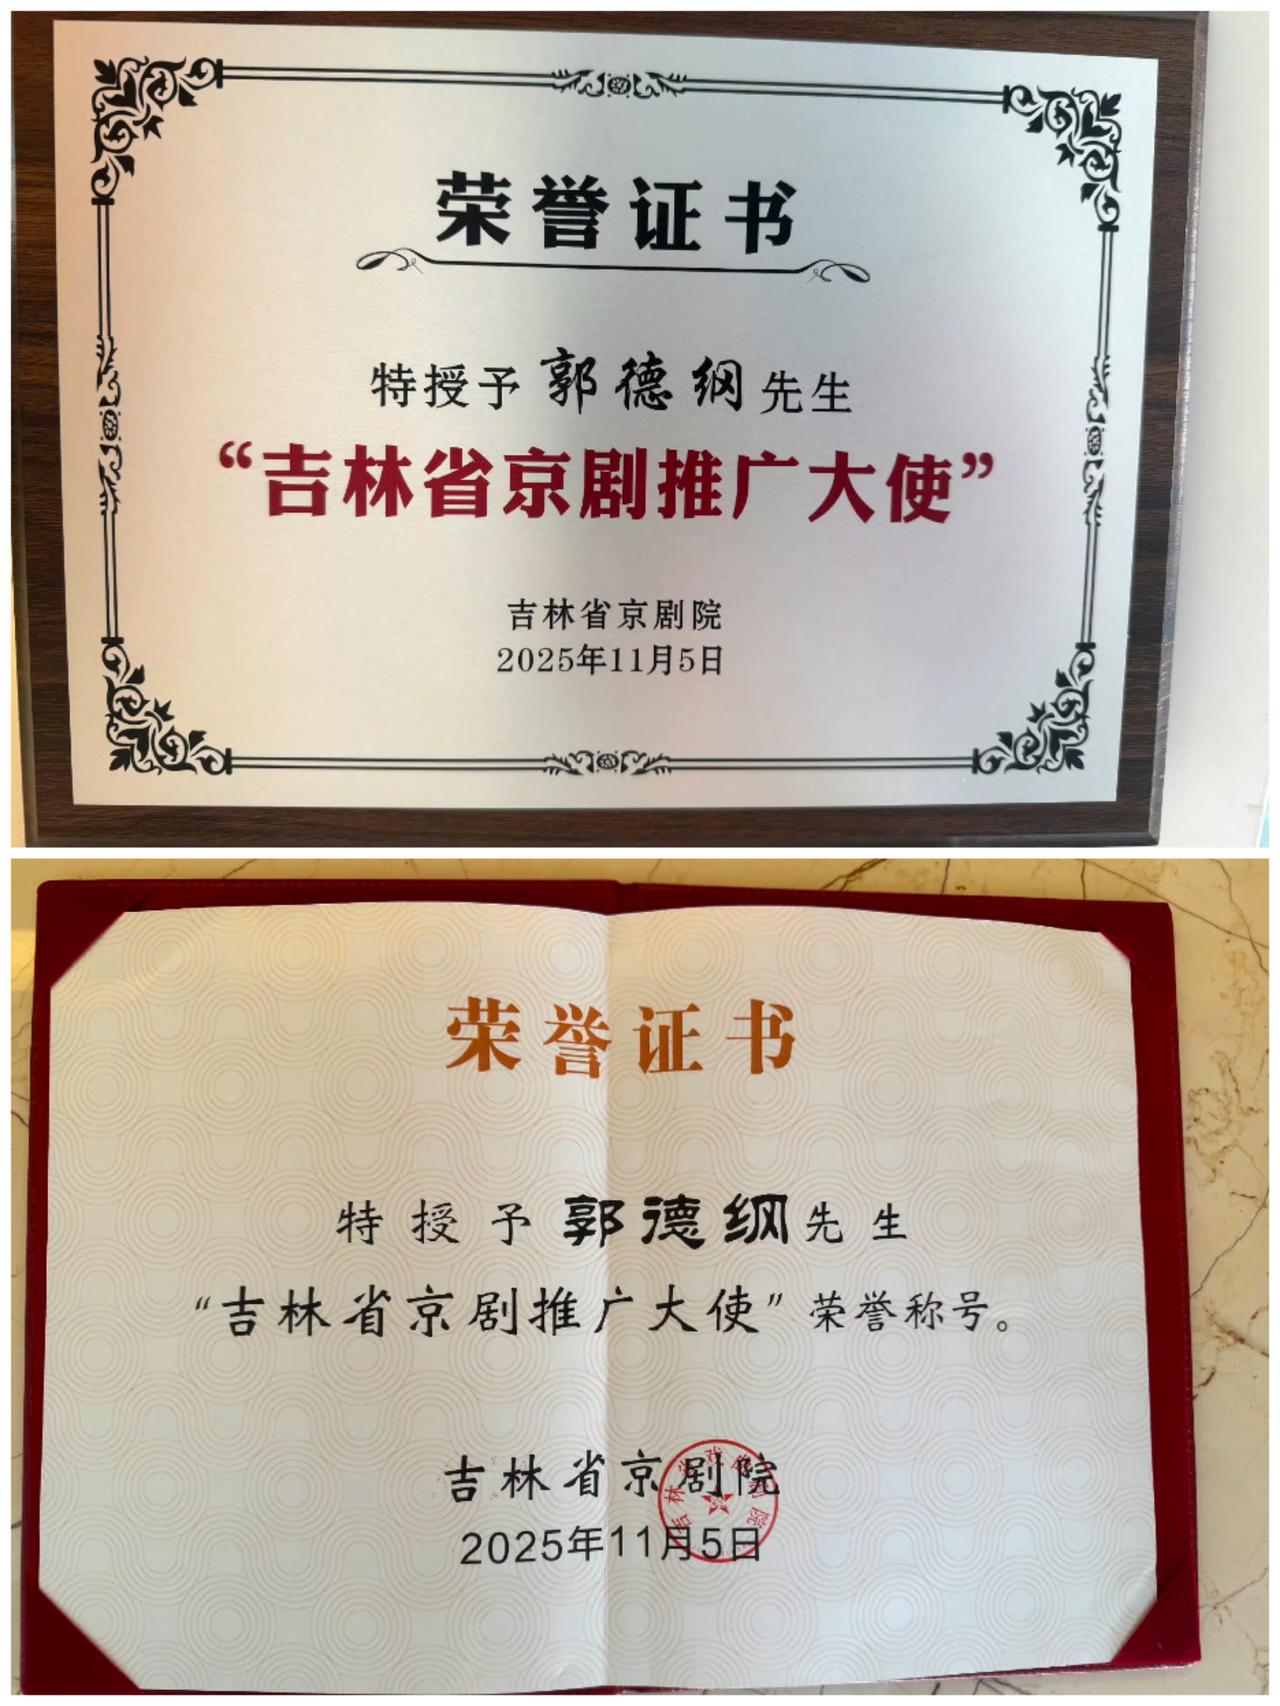 荣誉证书
特授予郭德纲先生
“吉林省京剧推广大使”
吉林省京剧院
2025年11月5日
荣誉证书
特授予郭德纲先生
“吉林省京剧推广大使”荣誉称号。
吉林省京剧院
2025年11月5日